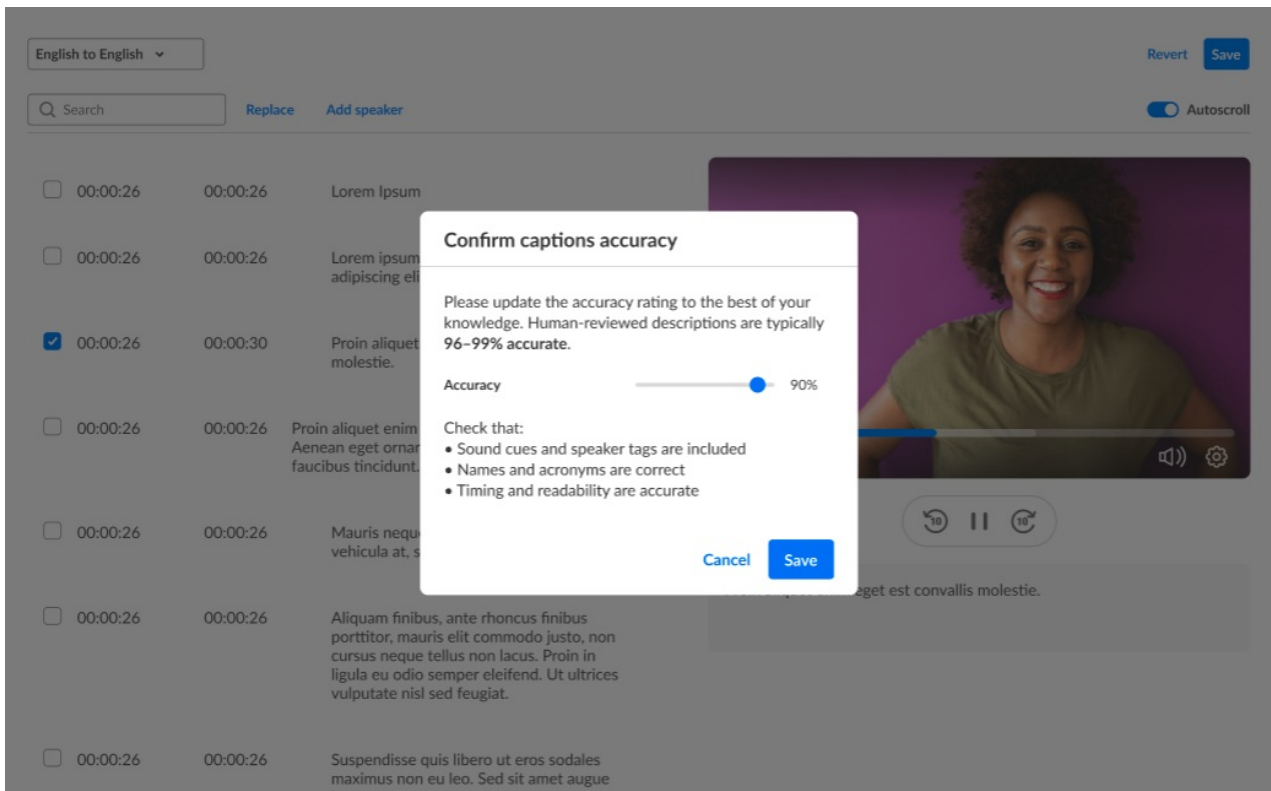 English to English
Revert
Save
Search
Replace
Add speaker
Autoscroll
00:00:26
00:00:26
Lorem Ipsum
00:00:26
00:00:26
Lorem ipsum
adipiscing
00:00:26
00:00:30
Proin aliquet
molestie.
00:00:26
00:00:26
Proin aliquet enim
Aenean eget
faucibus tincidunt.
00:00:26
00:00:26
Mauris
vehicula at,
00:00:26
00:00:26
Aliquam finibus, ante rhoncus finibus
porttitor, mauris elit commodo justo, non
cursus neque tellus non lacus. Proin in
ligula eu odio semper eleifend. Ut ultrices
vulputate nisl sed feugiat.
00:00:26
00:00:26
Suspendisse quis libero ut eros sodales
maximus non eu leo. Sed sit amet augue
Confirm captions accuracy
Please update the accuracy rating to the best of your
knowledge. Human-reviewed descriptions are typically
96–99% accurate.
Accuracy
90%
Check that:
• Sound cues and speaker tags are included
• Names and acronyms are correct
• Timing and readability are accurate
Cancel
Save
10
10
eget est convallis molestie.